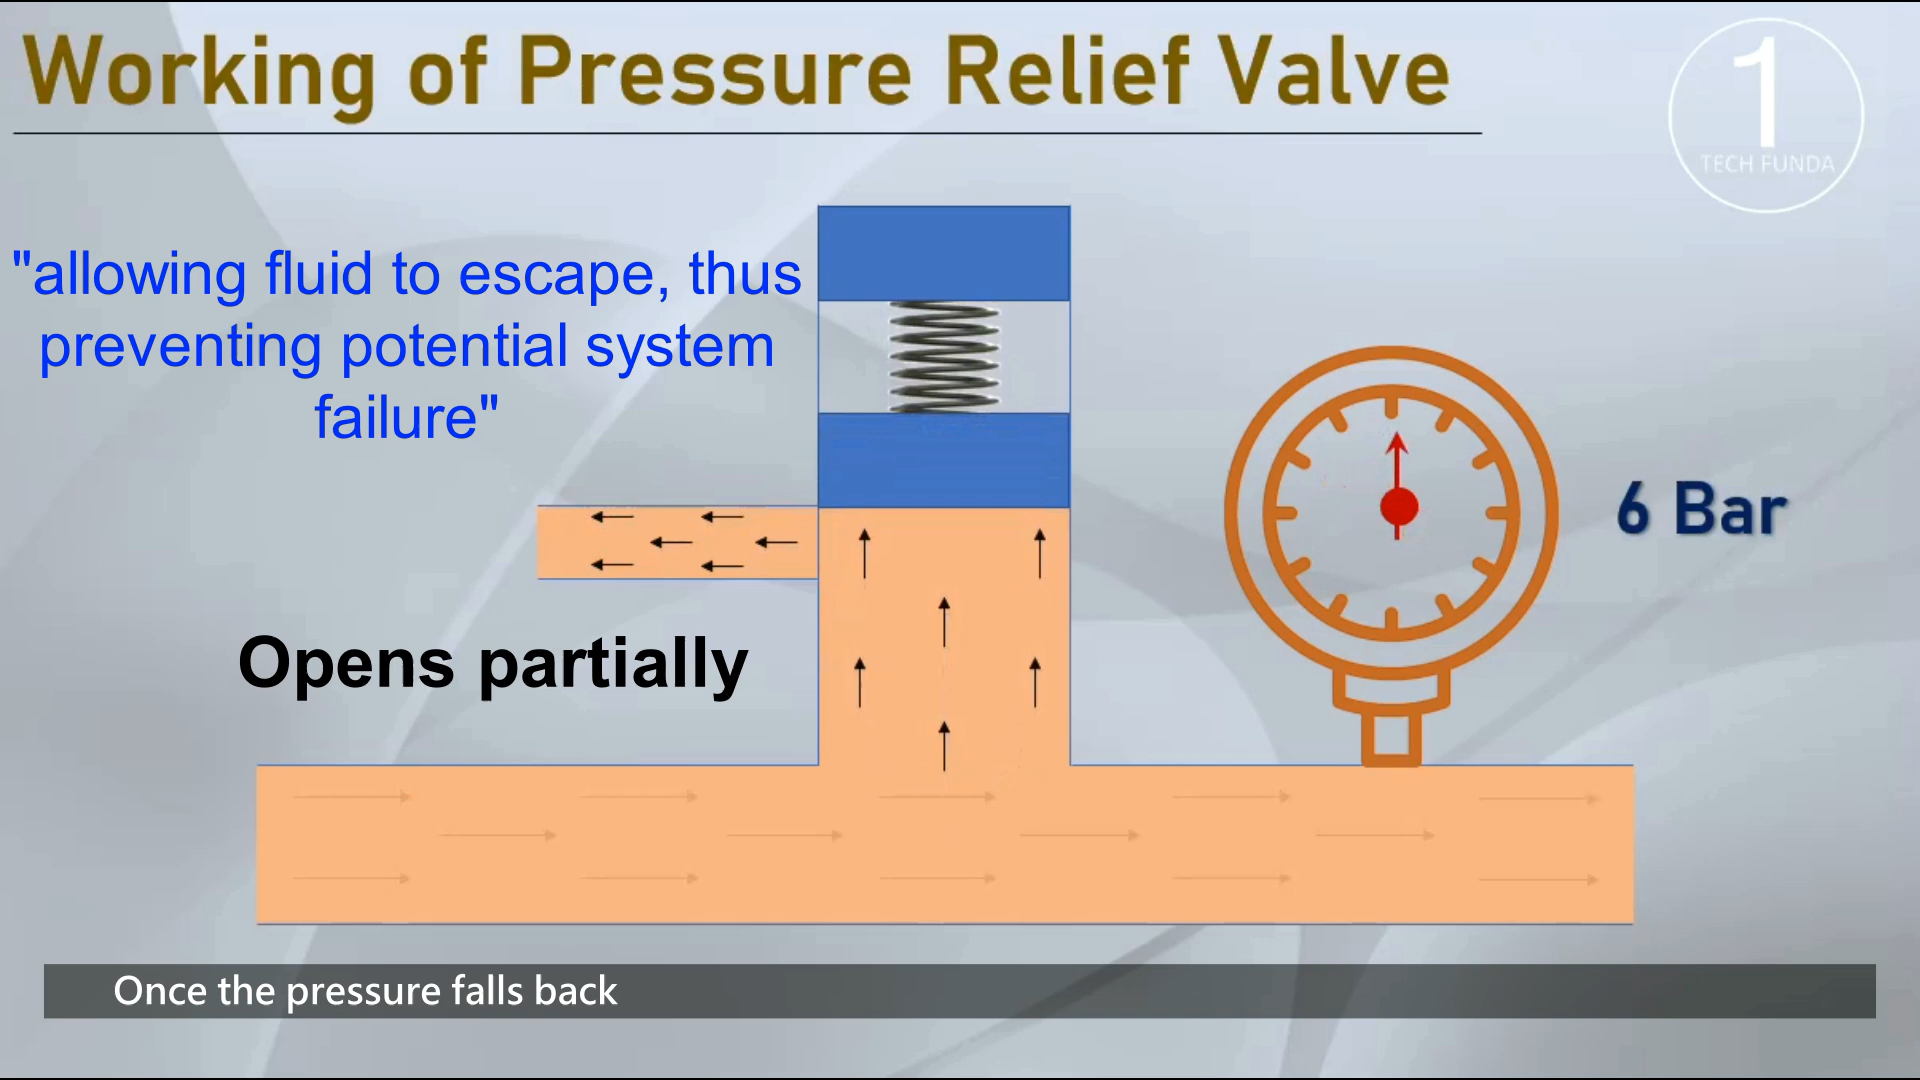 Working of Pressure Relief Valve
1
TECH FUNDA
"allowing fluid to escape, thus
preventing potential system
failure"
6 Bar
Opens partially
Once the pressure falls back